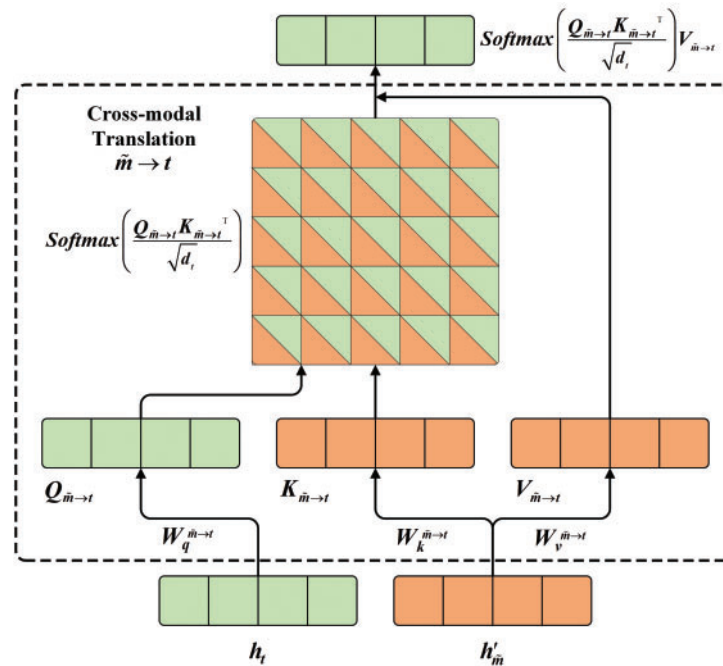 Softmax(Q_{m̃→t} K_{m̃→t}^T / √d_t) V_{m̃→t}
Cross-modal
Translation
m̃ → t
Softmax(Q_{m̃→t} K_{m̃→t}^T / √d_t)
Q_{m̃→t}
K_{m̃→t}
V_{m̃→t}
W_q^{m̃→t}
W_k^{m̃→t}
W_v^{m̃→t}
h_t
h'_{m̃}